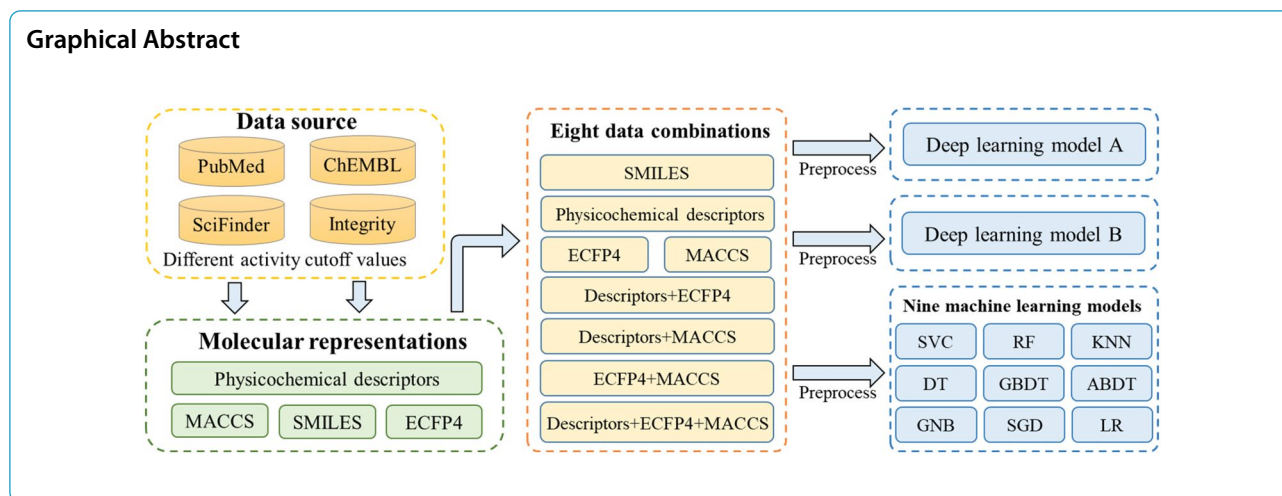 Graphical Abstract
Data source
PubMed
ChEMBL
SciFinder
Integrity
Different activity cutoff values
Molecular representations
Physicochemical descriptors
MACCS
SMILES
ECFP4
Eight data combinations
SMILES
Physicochemical descriptors
ECFP4
MACCS
Descriptors+ECFP4
Descriptors+MACCS
ECFP4+MACCS
Descriptors+ECFP4+MACCS
Preprocess
Deep learning model A
Preprocess
Deep learning model B
Preprocess
Nine machine learning models
SVC
RF
KNN
DT
GBDT
ABDT
GNB
SGD
LR